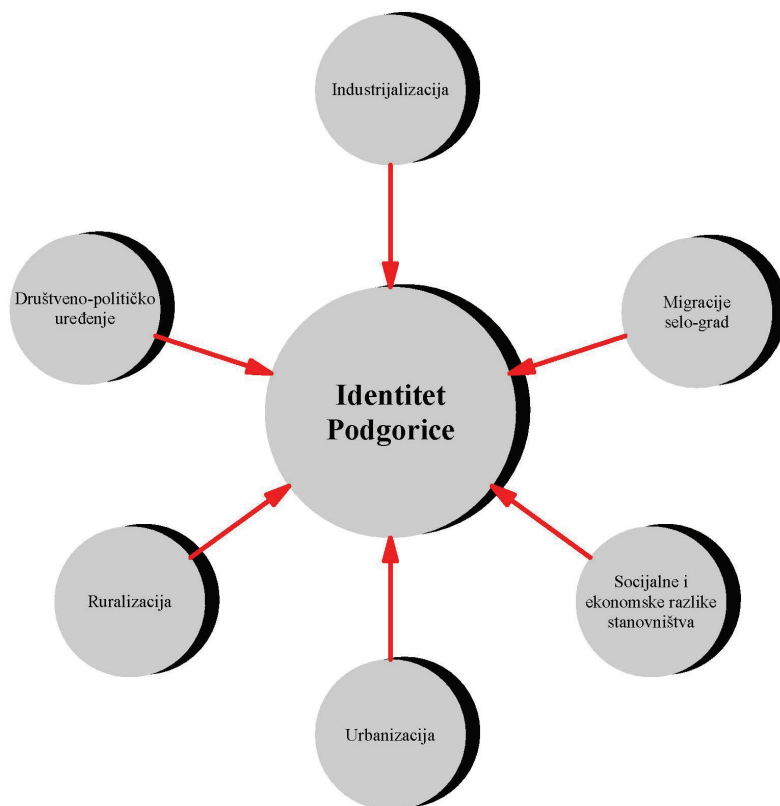 Industrijalizacija
Društveno-političko
uređenje
Migracije
selo-grad
Identitet
Podgorice
Ruralizacija
Socijalne i
ekonomske razlike
stanovništva
Urbanizacija